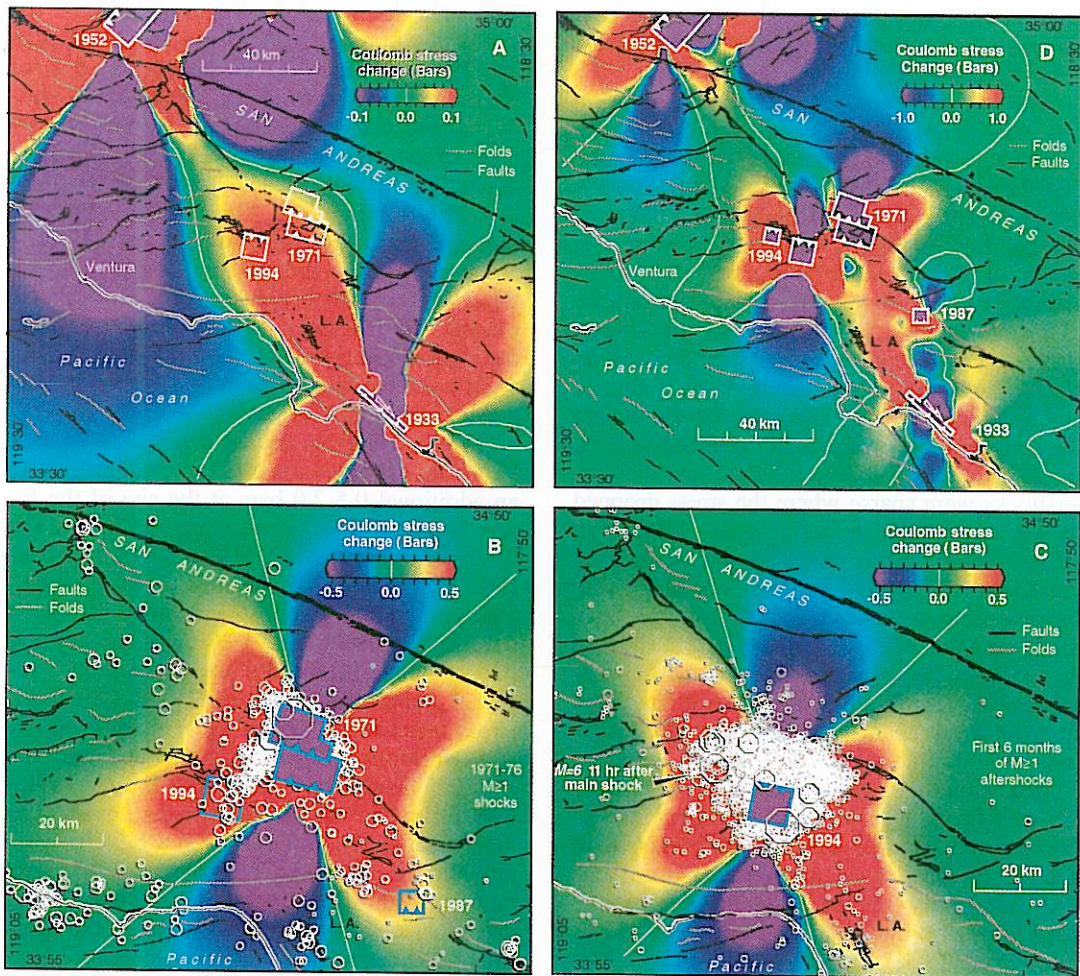 1952
35°00'
A
118°30'
40 km
Coulomb stress
change (Bars)
-0.1 0.0 0.1
SAN
ANDREAS
Folds
Faults
1971
1994
Ventura
L.A.
Pacific
Ocean
1933
119°30'
33°30'
1952
35°00'
D
118°30'
Coulomb stress
Change (Bars)
-1.0 0.0 1.0
SAN
ANDREAS
Folds
Faults
1971
1994
Ventura
1987
L.A.
Pacific
Ocean
40 km
1933
119°30'
33°30'
34°50'
B
117°50'
Coulomb stress
change (Bars)
-0.5 0.0 0.5
SAN
ANDREAS
Faults
Folds
1971
1971-76
M≥1
shocks
1994
20 km
1987
L.A.
119°05'
33°55'
Pacific
34°50'
C
117°50'
Coulomb stress
change (Bars)
-0.5 0.0 0.5
SAN ANDREAS
Faults
Folds
M=6 11 hr after
main shock
First 6 months
of M≥1
aftershocks
1994
20 km
L.A.
119°05'
33°55'
Pacific